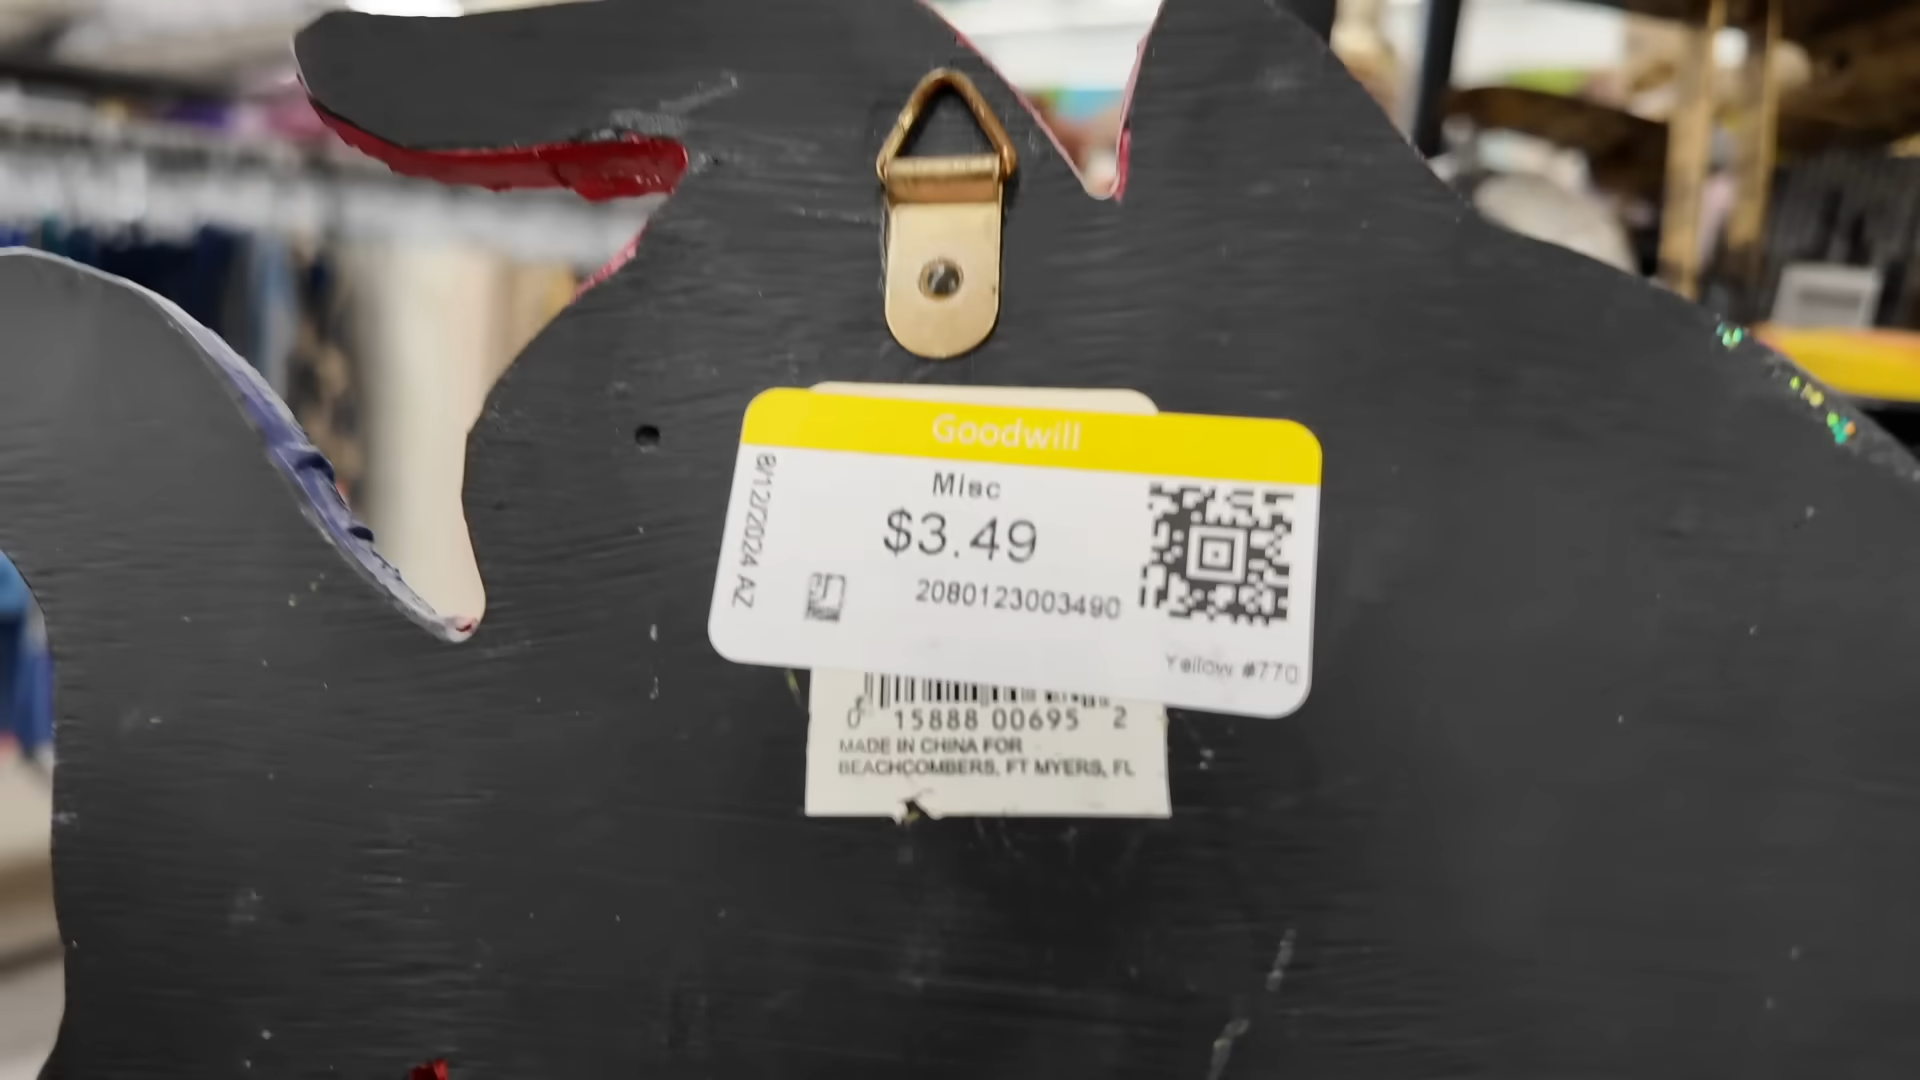 Goodwill
Misc
$3.49
2080123003490
8/12/2024 AZ
Yellow #770
0 15888 00695 2
MADE IN CHINA FOR
BEACHCOMBERS, FT MYERS, FL